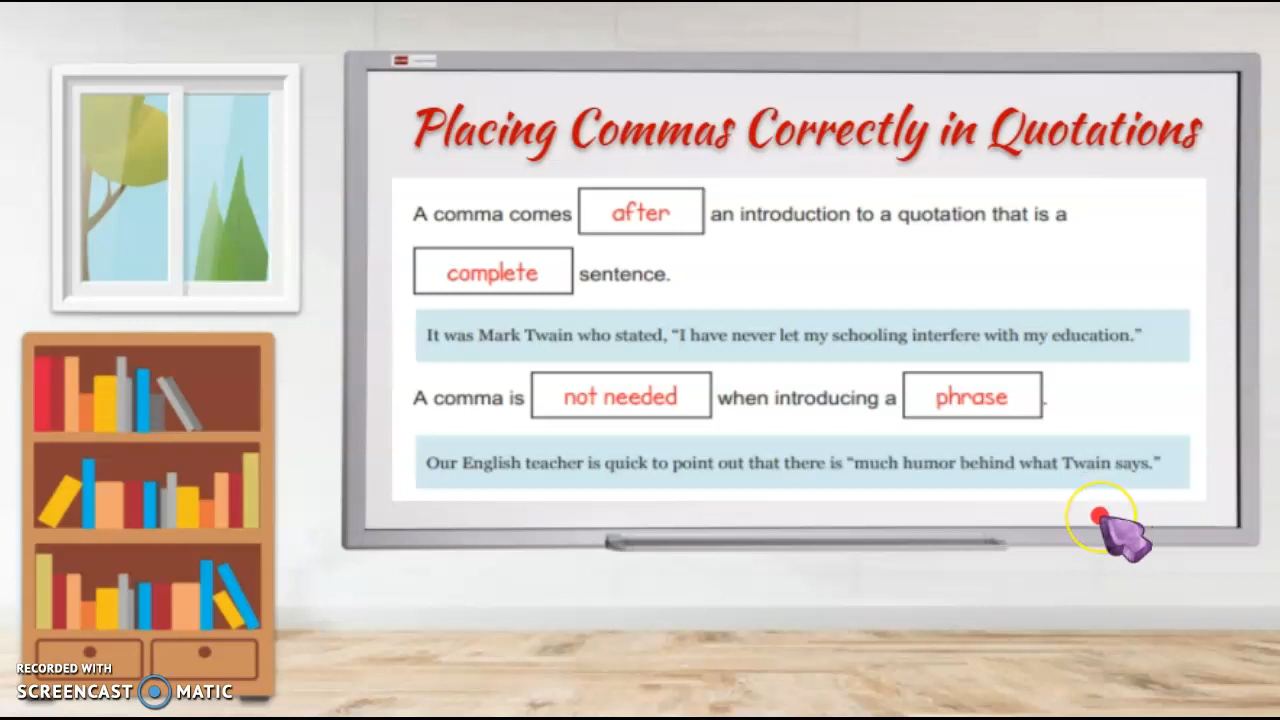 Placing Commas Correctly in Quotations
A comma comes after an introduction to a quotation that is a
complete sentence.
It was Mark Twain who stated, “I have never let my schooling interfere with my education.”
A comma is not needed when introducing a phrase.
Our English teacher is quick to point out that there is “much humor behind what Twain says.”
RECORDED WITH
SCREENCAST MATIC